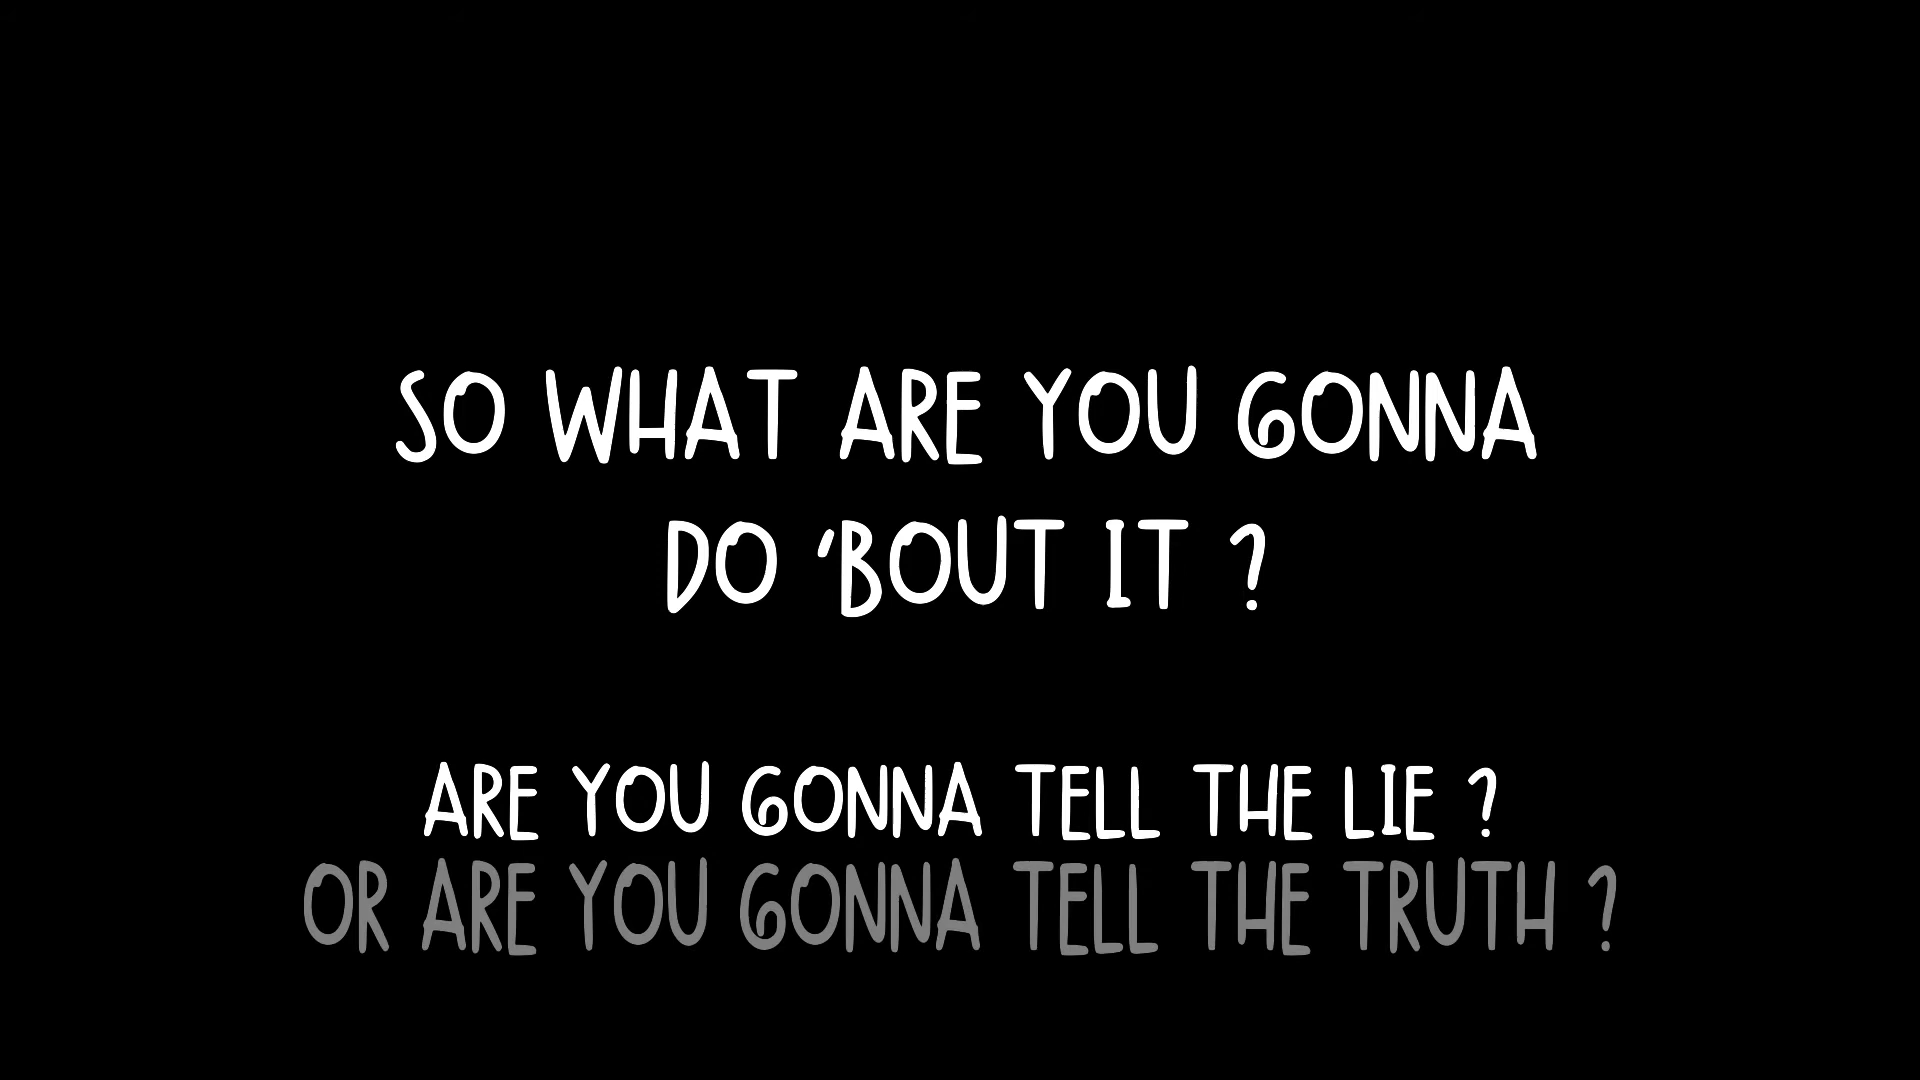 SO WHAT ARE YOU GONNA
DO ‘BOUT IT ?
ARE YOU GONNA TELL THE LIE ?
OR ARE YOU GONNA TELL THE TRUTH ?